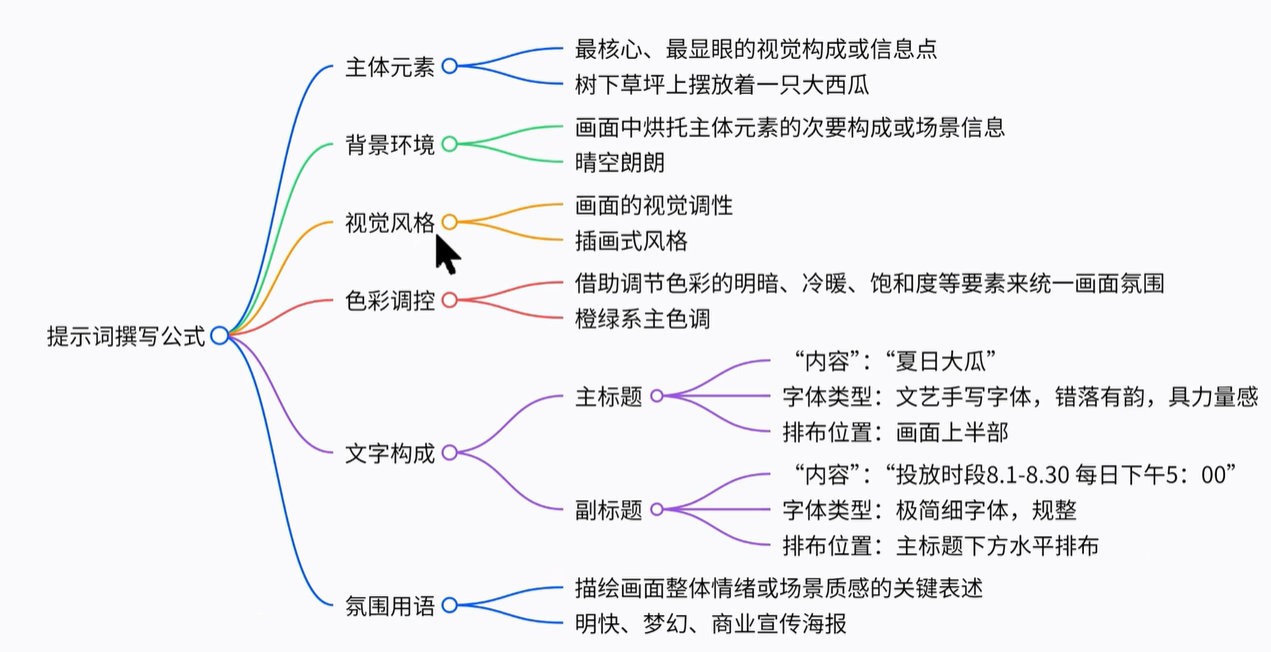 提示词撰写公式
主体元素
最核心、最显眼的视觉构成或信息点
树下草坪上摆放着一只大西瓜
背景环境
画面中烘托主体元素的次要构成或场景信息
晴空朗朗
视觉风格
画面的视觉调性
插画式风格
色彩调控
借助调节色彩的明暗、冷暖、饱和度等要素来统一画面氛围
橙绿系主色调
文字构成
主标题
“内容”：“夏日大瓜”
字体类型：文艺手写字体，错落有韵，具力量感
排布位置：画面上半部
副标题
“内容”：“投放时段8.1-8.30 每日下午5：00”
字体类型：极简细字体，规整
排布位置：主标题下方水平排布
氛围用语
描绘画面整体情绪或场景质感的关键表述
明快、梦幻、商业宣传海报